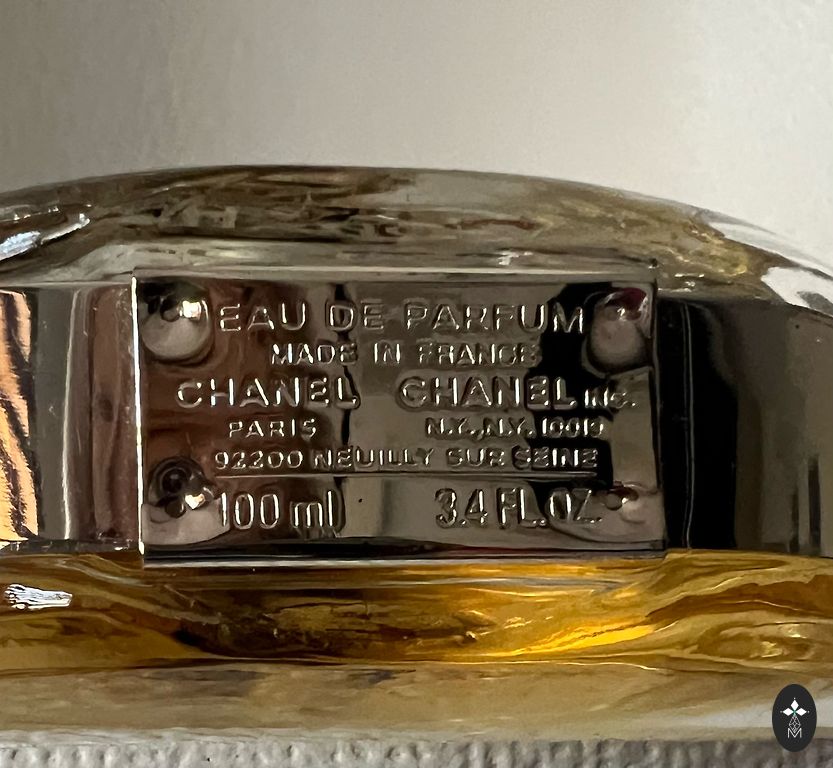 EAU DE PARFUM
MADE IN FRANCE
CHANEL CHANEL INC.
PARIS N.Y., N.Y. 10019
92200 NEUILLY SUR SEINE
100 ml 3.4 FL.OZ.
M